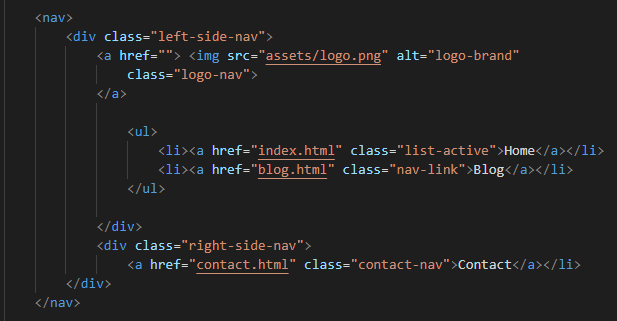 <nav>
<div class="left-side-nav">
<a href=""> <img src="assets/logo.png" alt="logo-brand"
class="logo-nav">
</a>
<ul>
<li><a href="index.html" class="list-active">Home</a></li>
<li><a href="blog.html" class="nav-link">Blog</a></li>
</ul>
</div>
<div class="right-side-nav">
<a href="contact.html" class="contact-nav">Contact</a></li>
</div>
</nav>